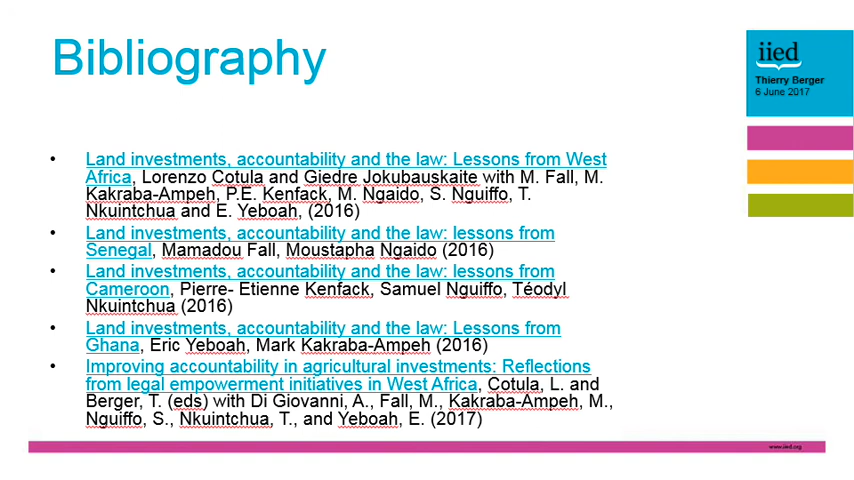 Bibliography
iied
Thierry Berger
6 June 2017
• Land investments, accountability and the law: Lessons from West
Africa, Lorenzo Cotula and Giedre Jokubauskaite with M. Fall, M.
Kakraba-Ampeh, P.E. Kenfack, M. Ngaido, S. Nguiffo, T.
Nkuintchua and E. Yeboah, (2016)
• Land investments, accountability and the law: lessons from
Senegal, Mamadou Fall, Moustapha Ngaido (2016)
• Land investments, accountability and the law: lessons from
Cameroon, Pierre- Etienne Kenfack, Samuel Nguiffo, Téodyl
Nkuintchua (2016)
• Land investments, accountability and the law: Lessons from
Ghana, Eric Yeboah, Mark Kakraba-Ampeh (2016)
• Improving accountability in agricultural investments: Reflections
from legal empowerment initiatives in West Africa, Cotula, L. and
Berger, T. (eds) with Di Giovanni, A., Fall, M., Kakraba-Ampeh, M.,
Nguiffo, S., Nkuintchua, T., and Yeboah, E. (2017)
www.iied.org